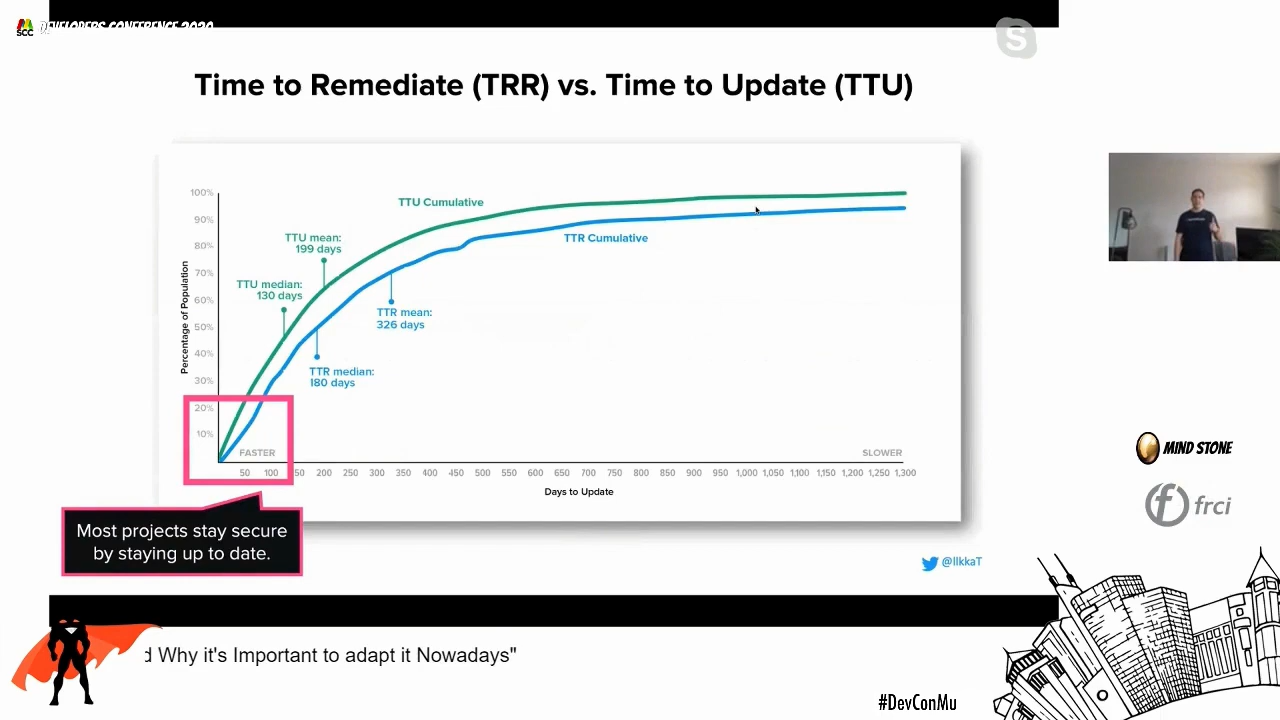 SCC
DEVELOPERS CONFERENCE 2020
S
Time to Remediate (TRR) vs. Time to Update (TTU)
100%
90%
80%
70%
60%
50%
40%
30%
20%
10%
Percentage of Population
TTU Cumulative
TTU mean:
199 days
TTU median:
130 days
TTR Cumulative
TTR mean:
326 days
TTR median:
180 days
FASTER
SLOWER
50 100 150 200 250 300 350 400 450 500 550 600 650 700 750 800 850 900 950 1,000 1,050 1,100 1,150 1,200 1,250 1,300
Days to Update
Most projects stay secure
by staying up to date.
@IlkkaT
MIND STONE
f frci
d Why it's Important to adapt it Nowadays"
#DevConMu